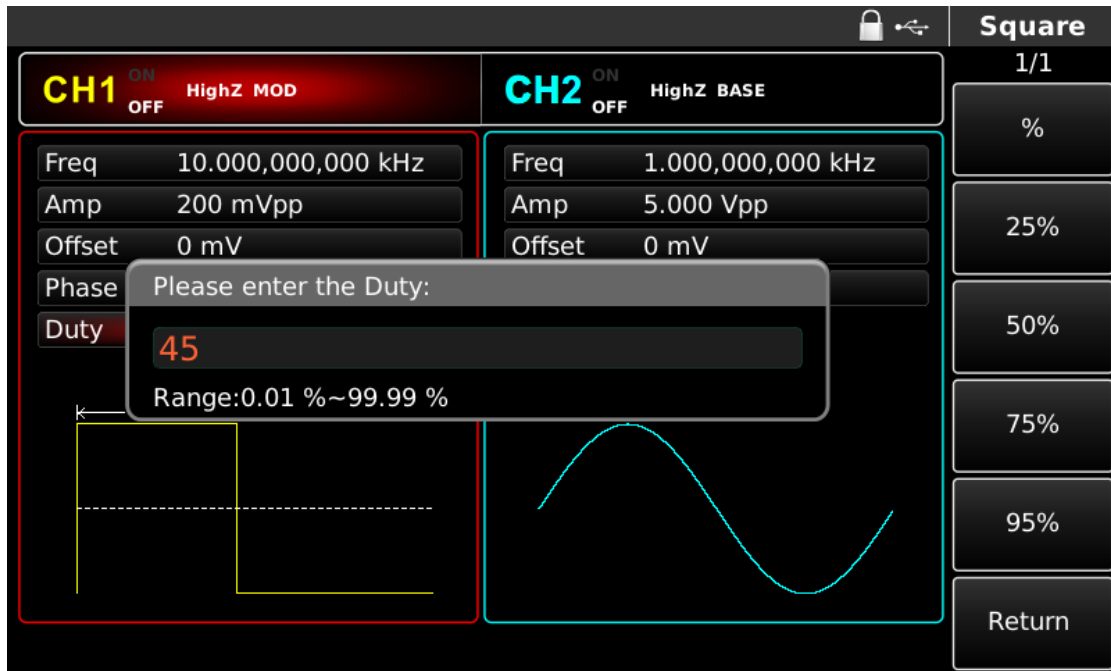 Square
1/1
CH1 ON OFF HighZ MOD
CH2 ON OFF HighZ BASE
Freq 10.000,000,000 kHz
Amp 200 mVpp
Offset 0 mV
Phase
Duty
Freq 1.000,000,000 kHz
Amp 5.000 Vpp
Offset 0 mV
Please enter the Duty:
45
Range:0.01 %~99.99 %
%
25%
50%
75%
95%
Return